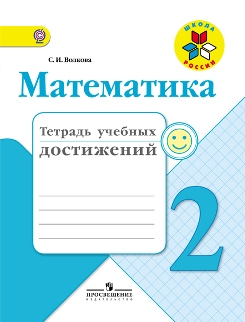 ШКОЛА
РОССИИ
С. И. Волкова
Математика
Тетрадь учебных
достижений
2
ПРОСВЕЩЕНИЕ
ИЗДАТЕЛЬСТВО